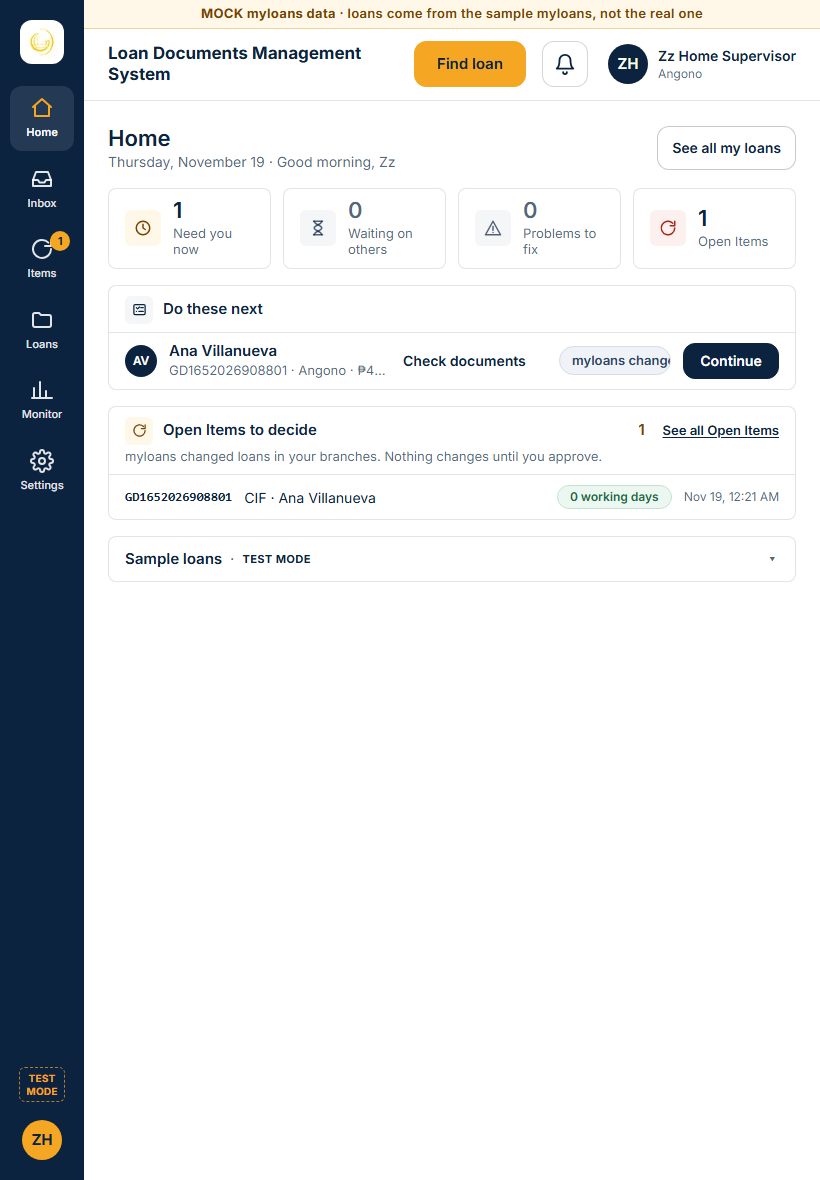 MOCK myloans data · loans come from the sample myloans, not the real one
Loan Documents Management
System
Find loan
ZH
Zz Home Supervisor
Angono
Home
Inbox
1
Items
Loans
Monitor
Settings
TEST
MODE
ZH
Home
Thursday, November 19 · Good morning, Zz
See all my loans
1
Need you
now
0
Waiting on
others
0
Problems to
fix
1
Open Items
Do these next
AV
Ana Villanueva
GD1652026908801 · Angono · ₱4...
Check documents
myloans change
Continue
Open Items to decide
1
See all Open Items
myloans changed loans in your branches. Nothing changes until you approve.
GD1652026908801
CIF · Ana Villanueva
0 working days
Nov 19, 12:21 AM
Sample loans · TEST MODE